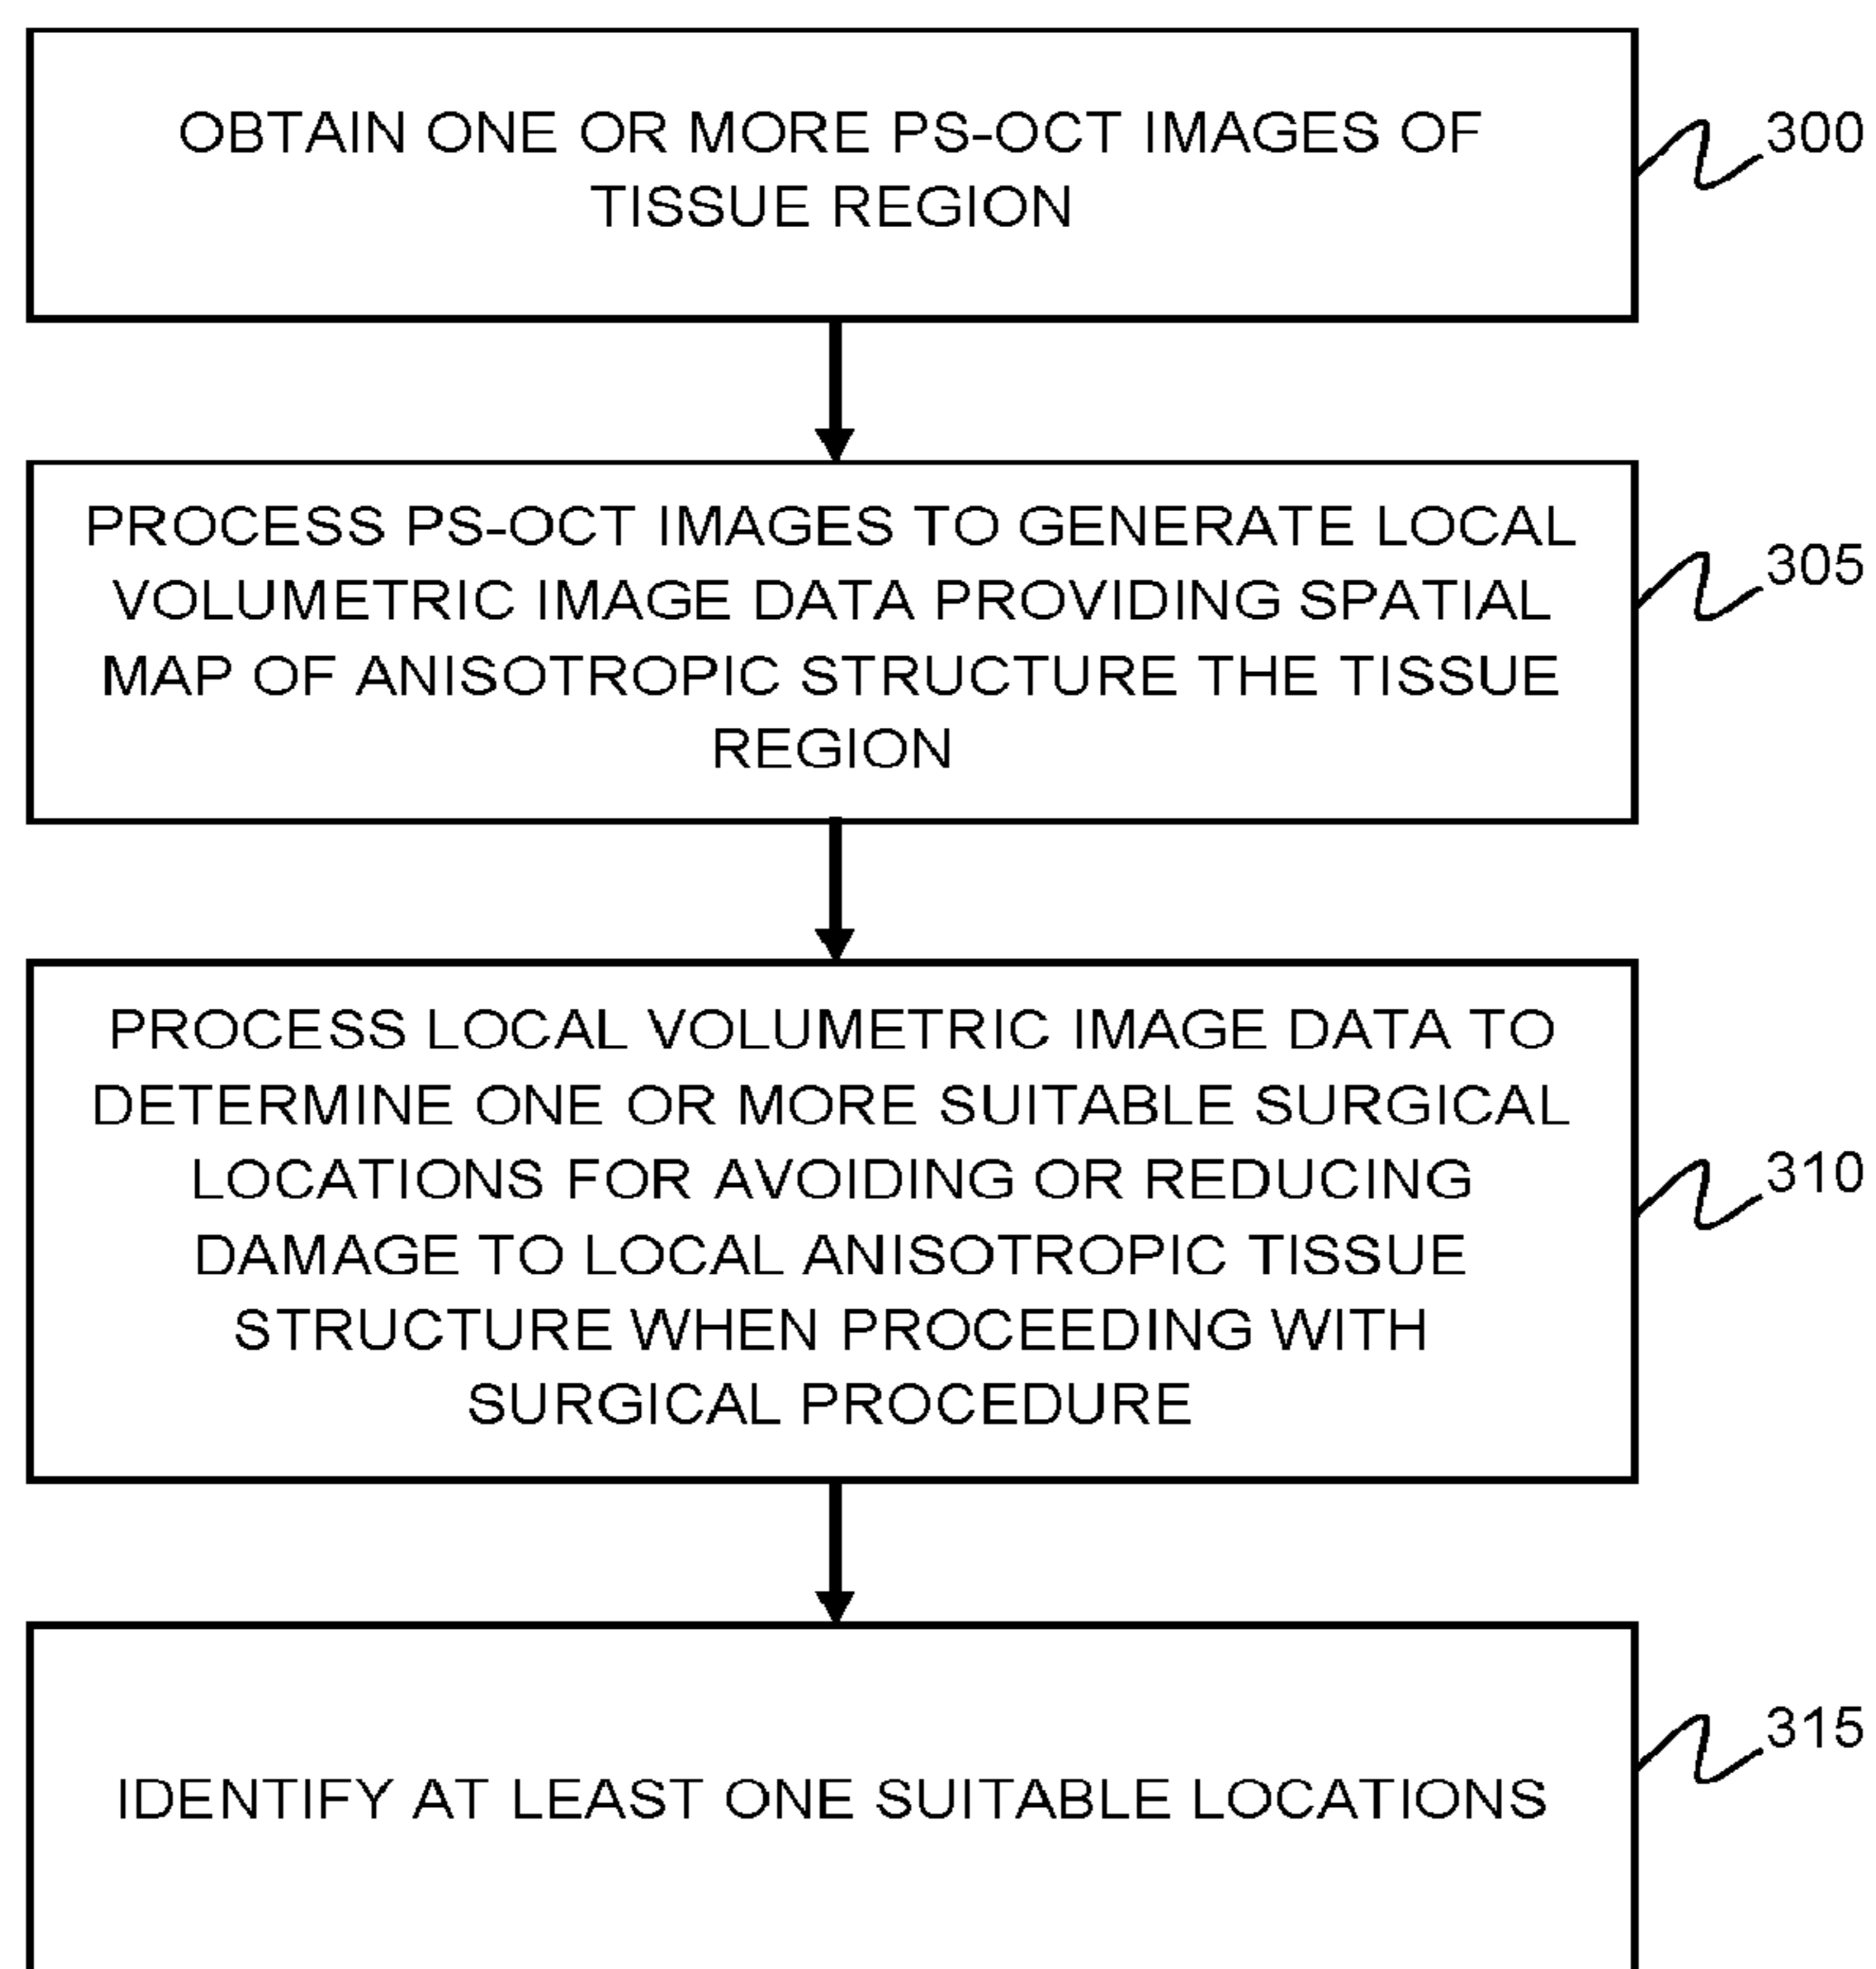 OBTAIN ONE OR MORE PS-OCT IMAGES OF
TISSUE REGION
300
PROCESS PS-OCT IMAGES TO GENERATE LOCAL
VOLUMETRIC IMAGE DATA PROVIDING SPATIAL
MAP OF ANISOTROPIC STRUCTURE THE TISSUE
REGION
305
PROCESS LOCAL VOLUMETRIC IMAGE DATA TO
DETERMINE ONE OR MORE SUITABLE SURGICAL
LOCATIONS FOR AVOIDING OR REDUCING
DAMAGE TO LOCAL ANISOTROPIC TISSUE
STRUCTURE WHEN PROCEEDING WITH
SURGICAL PROCEDURE
310
IDENTIFY AT LEAST ONE SUITABLE LOCATIONS
315